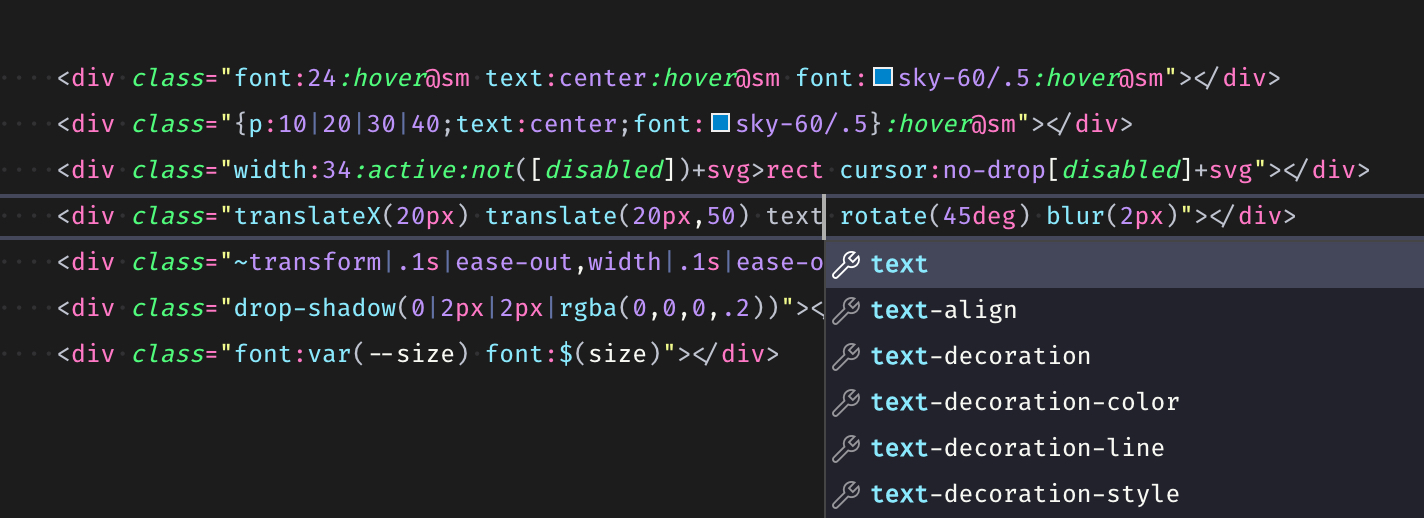 <div class="font:24:hover@sm text:center:hover@sm font:sky-60/.5:hover@sm"></div>
<div class="{p:10|20|30|40;text:center;font:sky-60/.5}:hover@sm"></div>
<div class="width:34:active:not([disabled])+svg>rect cursor:no-drop[disabled]+svg"></div>
<div class="translateX(20px) translate(20px,50) text rotate(45deg) blur(2px)"></div>
<div class="~transform|.1s|ease-out,width|.1s|ease-o
<div class="drop-shadow(0|2px|2px|rgba(0,0,0,.2))"><
<div class="font:var(--size) font:$(size)"></div>
text
text-align
text-decoration
text-decoration-color
text-decoration-line
text-decoration-style